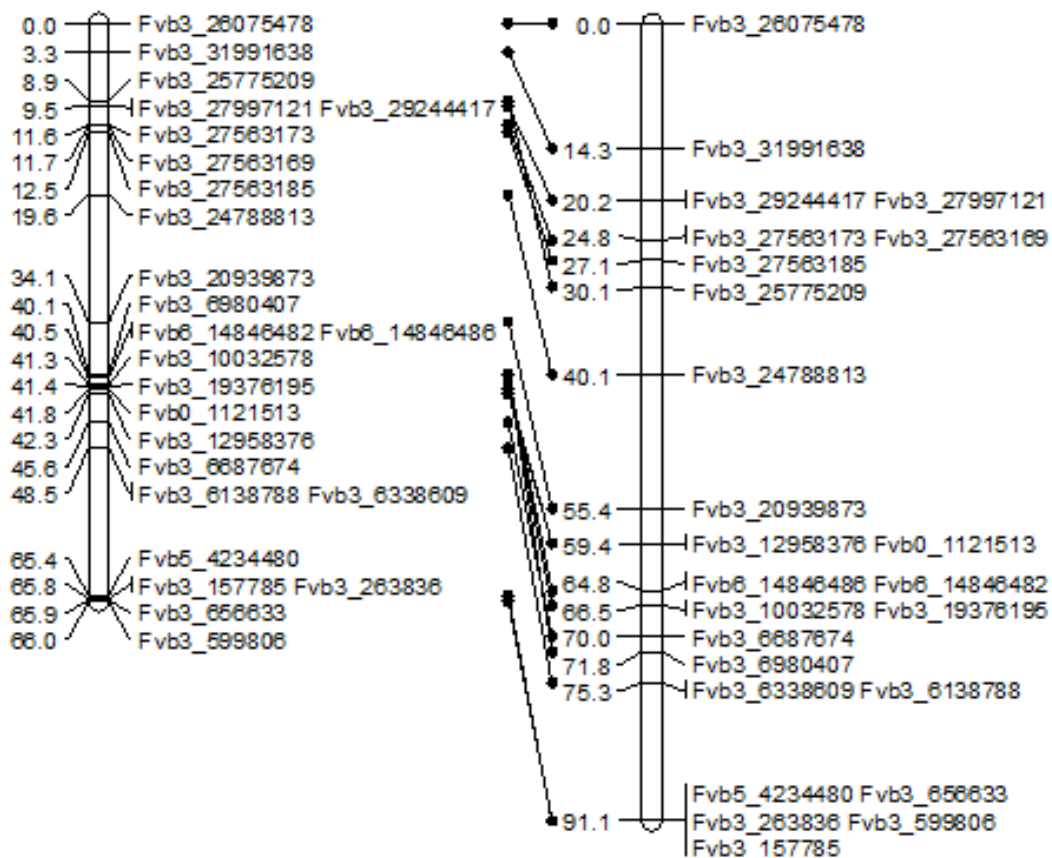 0.0 Fvb3_26075478
3.3 Fvb3_31991638
8.9 Fvb3_25775209
9.5 Fvb3_27997121 Fvb3_29244417
11.6 Fvb3_27563173
11.7 Fvb3_27563169
12.5 Fvb3_27563185
19.6 Fvb3_24788813
34.1 Fvb3_20939873
40.1 Fvb3_6980407
40.5 Fvb6_14846482 Fvb6_14846486
41.3 Fvb3_10032578
41.4 Fvb3_19376195
41.8 Fvb0_1121513
42.3 Fvb3_12958376
45.6 Fvb3_6687674
48.5 Fvb3_6138788 Fvb3_6338609
65.4 Fvb5_4234480
65.8 Fvb3_157785 Fvb3_263836
65.9 Fvb3_656633
66.0 Fvb3_599806
0.0 Fvb3_26075478
14.3 Fvb3_31991638
20.2 Fvb3_29244417 Fvb3_27997121
24.8 Fvb3_27563173 Fvb3_27563169
27.1 Fvb3_27563185
30.1 Fvb3_25775209
40.1 Fvb3_24788813
55.4 Fvb3_20939873
59.4 Fvb3_12958376 Fvb0_1121513
64.8 Fvb6_14846486 Fvb6_14846482
66.5 Fvb3_10032578 Fvb3_19376195
70.0 Fvb3_6687674
71.8 Fvb3_6980407
75.3 Fvb3_6338609 Fvb3_6138788
Fvb5_4234480 Fvb3_656633
91.1 Fvb3_263836 Fvb3_599806
Fvb3_157785